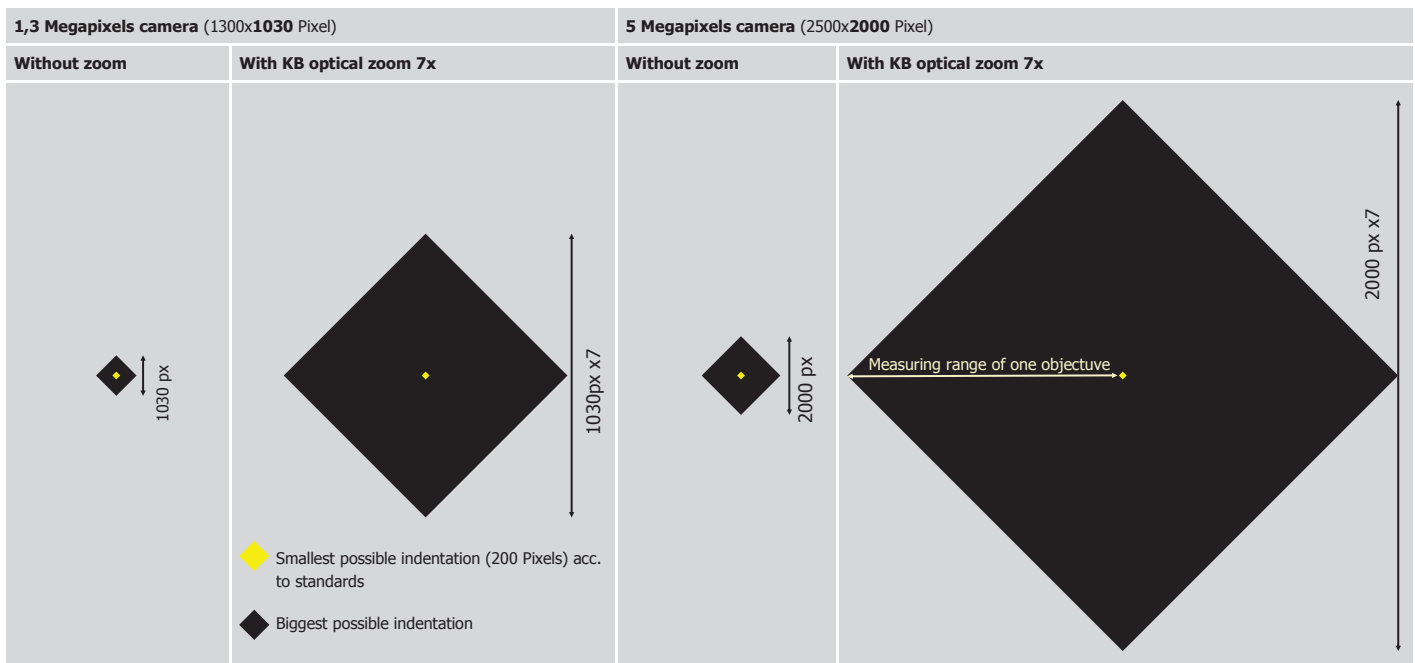 1,3 Megapixels camera (1300x1030 Pixel)
5 Megapixels camera (2500x2000 Pixel)
Without zoom
With KB optical zoom 7x
Without zoom
With KB optical zoom 7x
1030 px
1030px x7
2000 px
Measuring range of one objectuve
2000 px x7
Smallest possible indentation (200 Pixels) acc.
to standards
Biggest possible indentation